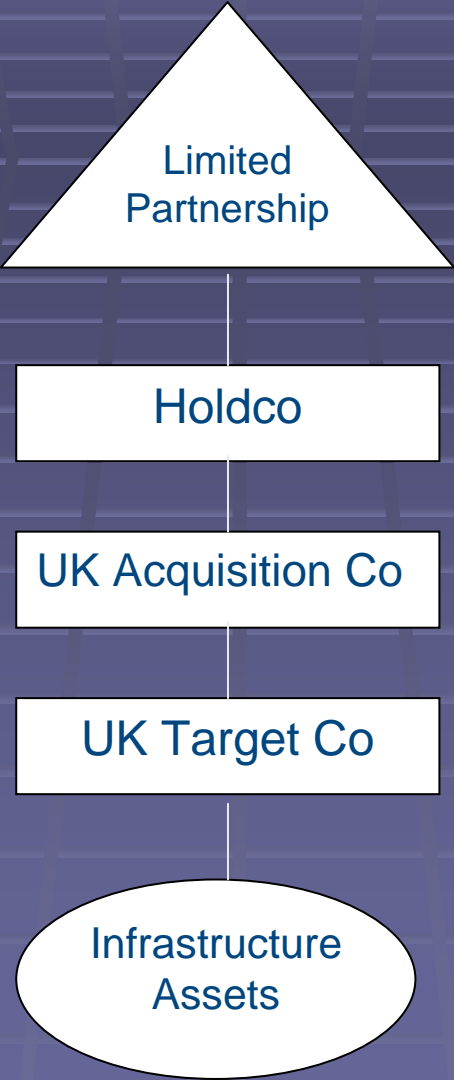 Limited
Partnership
Holdco
UK Acquisition Co
UK Target Co
Infrastructure
Assets